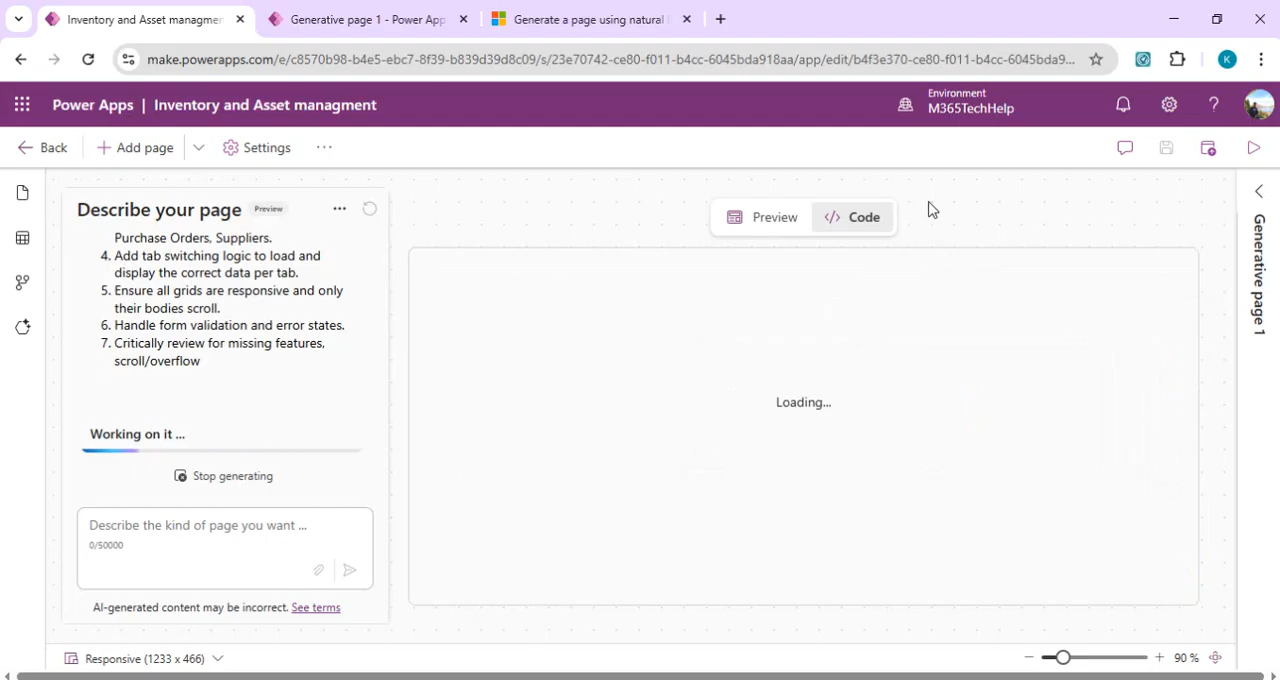 Inventory and Asset managmen
Generative page 1 - Power App
Generate a page using natural
make.powerapps.com/e/c8570b98-b4e5-ebc7-8f39-b839d39d8c09/s/23e70742-ce80-f011-b4cc-6045bda918aa/app/edit/b4f3e370-ce80-f011-b4cc-6045bda9...
K
Power Apps | Inventory and Asset managment
Environment
M365TechHelp
Back
Add page
Settings
Describe your page Preview
Purchase Orders, Suppliers.
4. Add tab switching logic to load and
display the correct data per tab.
5. Ensure all grids are responsive and only
their bodies scroll.
6. Handle form validation and error states.
7. Critically review for missing features,
scroll/overflow
Working on it ...
Stop generating
Describe the kind of page you want ...
0/50000
AI-generated content may be incorrect. See terms
Preview
Code
Loading...
Generative page 1
Responsive (1233 x 466)
90 %